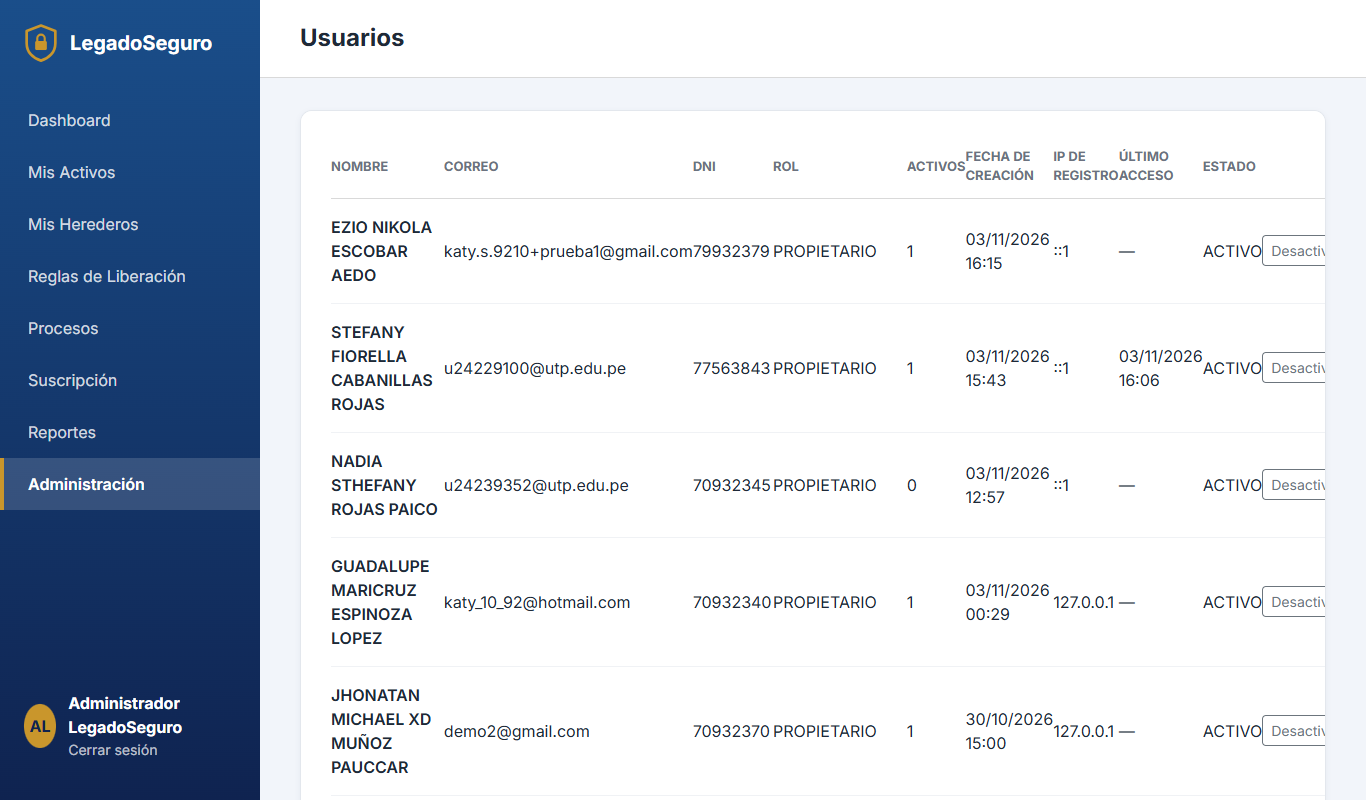 LegadoSeguro
Dashboard
Mis Activos
Mis Herederos
Reglas de Liberación
Procesos
Suscripción
Reportes
Administración
AL
Administrador
LegadoSeguro
Cerrar sesión
Usuarios
NOMBRE CORREO DNI ROL ACTIVOS FECHA DE CREACIÓN IP DE REGISTRO ÚLTIMO ACCESO ESTADO
EZIO NIKOLA
ESCOBAR
AEDO
katy.s.9210+prueba1@gmail.com 79932379 PROPIETARIO 1 03/11/2026 16:15 ::1 — ACTIVO Desactiv
STEFANY
FIORELLA
CABANILLAS
ROJAS
u24229100@utp.edu.pe 77563843 PROPIETARIO 1 03/11/2026 15:43 ::1 03/11/2026 16:06 ACTIVO Desactiv
NADIA
STHEFANY
ROJAS PAICO
u24239352@utp.edu.pe 70932345 PROPIETARIO 0 03/11/2026 12:57 ::1 — ACTIVO Desactiv
GUADALUPE
MARICRUZ
ESPINOZA
LOPEZ
katy_10_92@hotmail.com 70932340 PROPIETARIO 1 03/11/2026 00:29 127.0.0.1 — ACTIVO Desactiv
JHONATAN
MICHAEL XD
MUÑOZ
PAUCCAR
demo2@gmail.com 70932370 PROPIETARIO 1 30/10/2026 15:00 127.0.0.1 — ACTIVO Desactiv